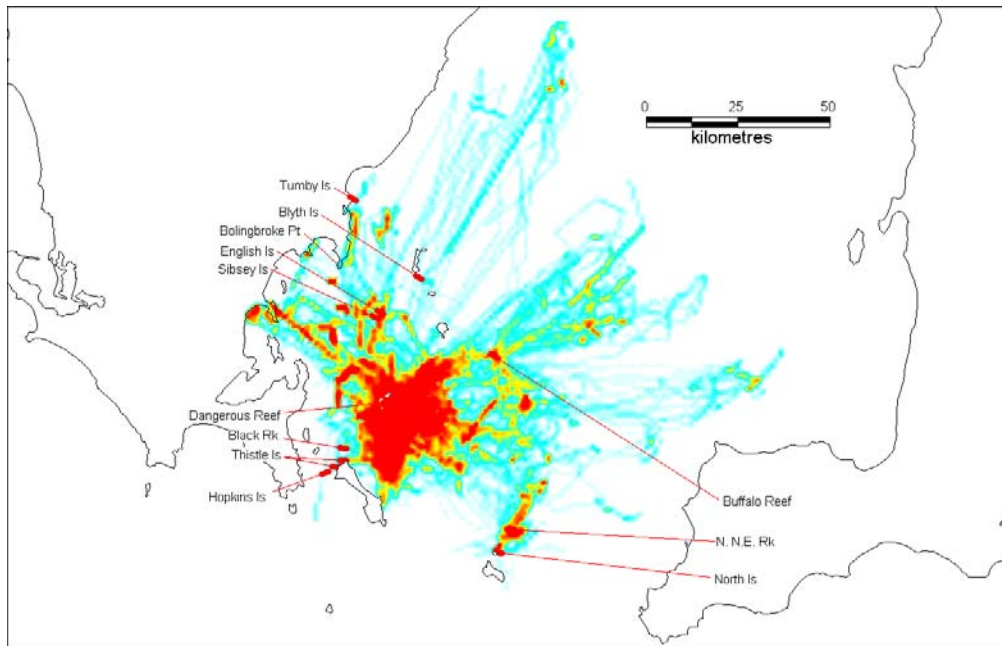 0 25 50
kilometres
Tumby Is
Blyth Is
Bolingbroke Pt
English Is
Sibsey Is
Dangerous Reef
Black Rk
Thistle Is
Hopkins Is
Buffalo Reef
N. N.E. Rk
North Is